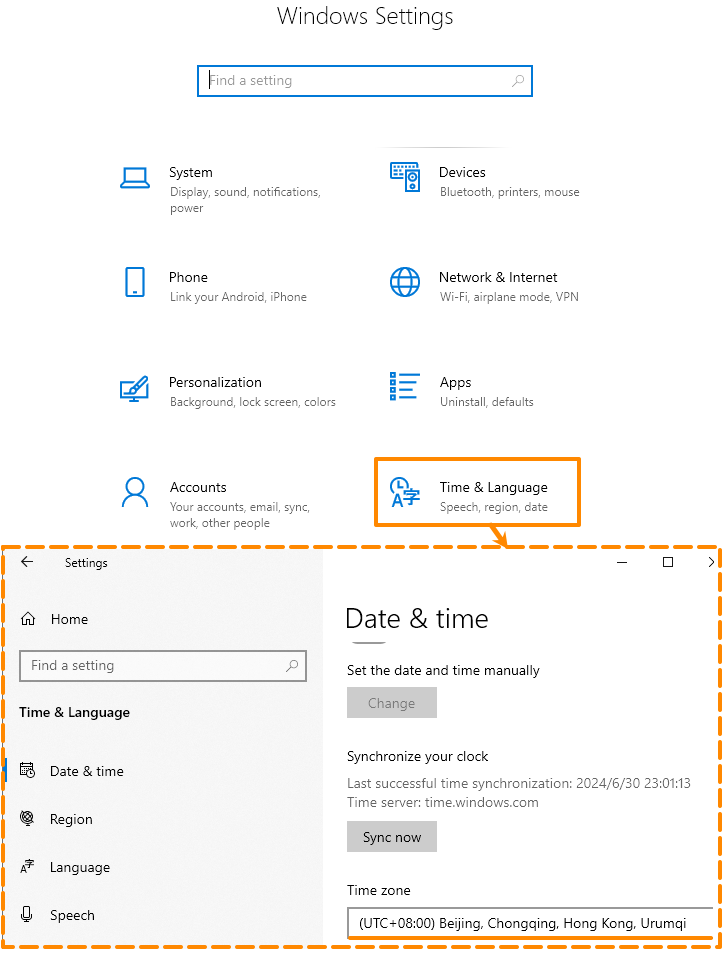 Windows Settings
Find a setting
System
Display, sound, notifications,
power
Devices
Bluetooth, printers, mouse
Phone
Link your Android, iPhone
Network & Internet
Wi-Fi, airplane mode, VPN
Personalization
Background, lock screen, colors
Apps
Uninstall, defaults
Accounts
Your accounts, email, sync,
work, other people
Time & Language
Speech, region, date
Settings
Home
Find a setting
Time & Language
Date & time
Region
Language
Speech
Date & time
Set the date and time manually
Change
Synchronize your clock
Last successful time synchronization: 2024/6/30 23:01:13
Time server: time.windows.com
Sync now
Time zone
(UTC+08:00) Beijing, Chongqing, Hong Kong, Urumqi